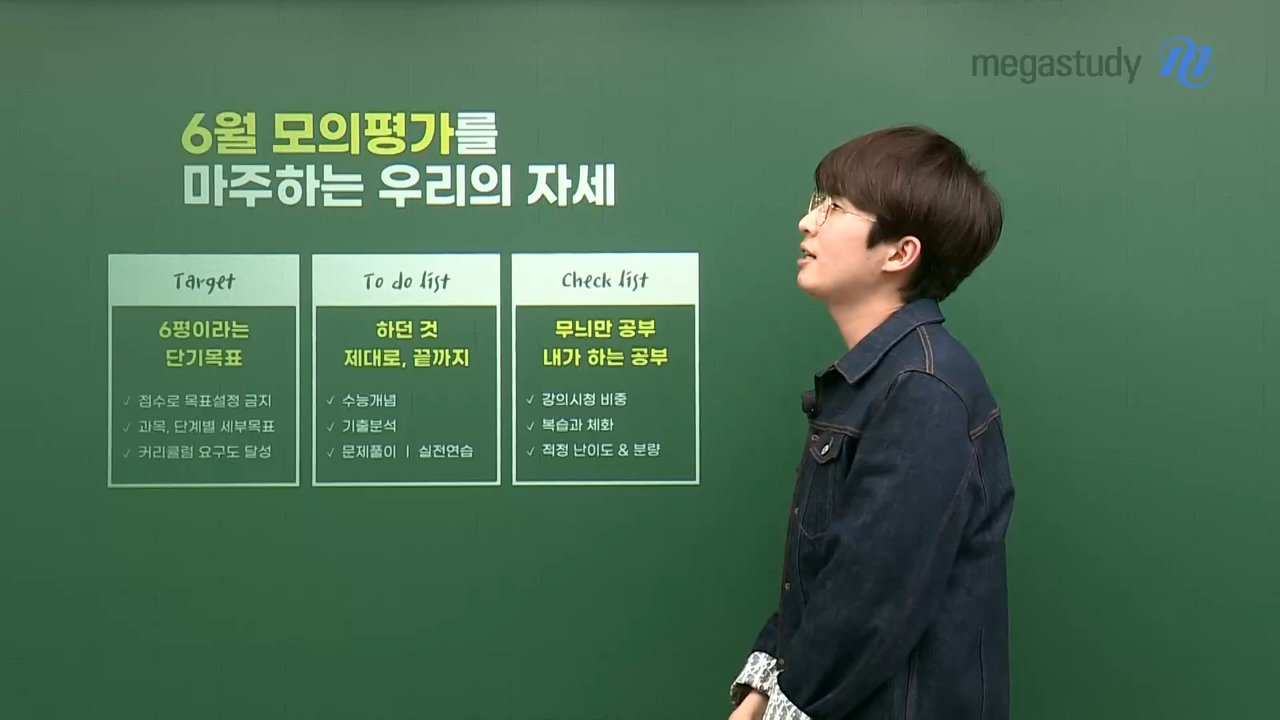 megastudy
6월 모의평가를
마주하는 우리의 자세
Target
6평이라는
단기목표
✓ 점수로 목표설정 금지
✓ 과목, 단계별 세부목표
✓ 커리큘럼 요구도 달성
To do list
하던 것
제대로, 끝까지
✓ 수능개념
✓ 기출분석
✓ 문제풀이 | 실전연습
Check list
무늬만 공부
내가 하는 공부
✓ 강의시청 비중
✓ 복습과 체화
✓ 적정 난이도 & 분량